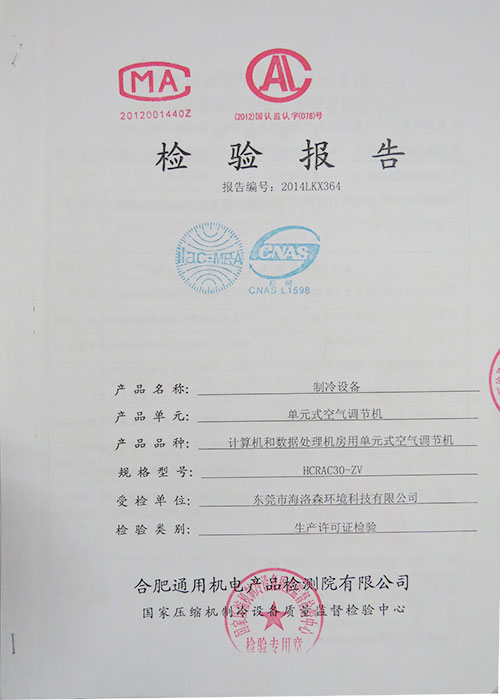 MA
2012001440Z
CAL
(2012)国认监认字(078)号
检验报告
报告编号：2014LKX364
ilac-MRA
CNAS
检测
CNAS L1598
产品名称：制冷设备
产品单元：单元式空气调节机
产品品种：计算机和数据处理机房用单元式空气调节机
规格型号：HCRAC30-ZV
受检单位：东莞市海洛森环境科技有限公司
检验类别：生产许可证检验
合肥通用机电产品检测院有限公司
国家压缩机制冷设备质量监督检验中心
检验专用章